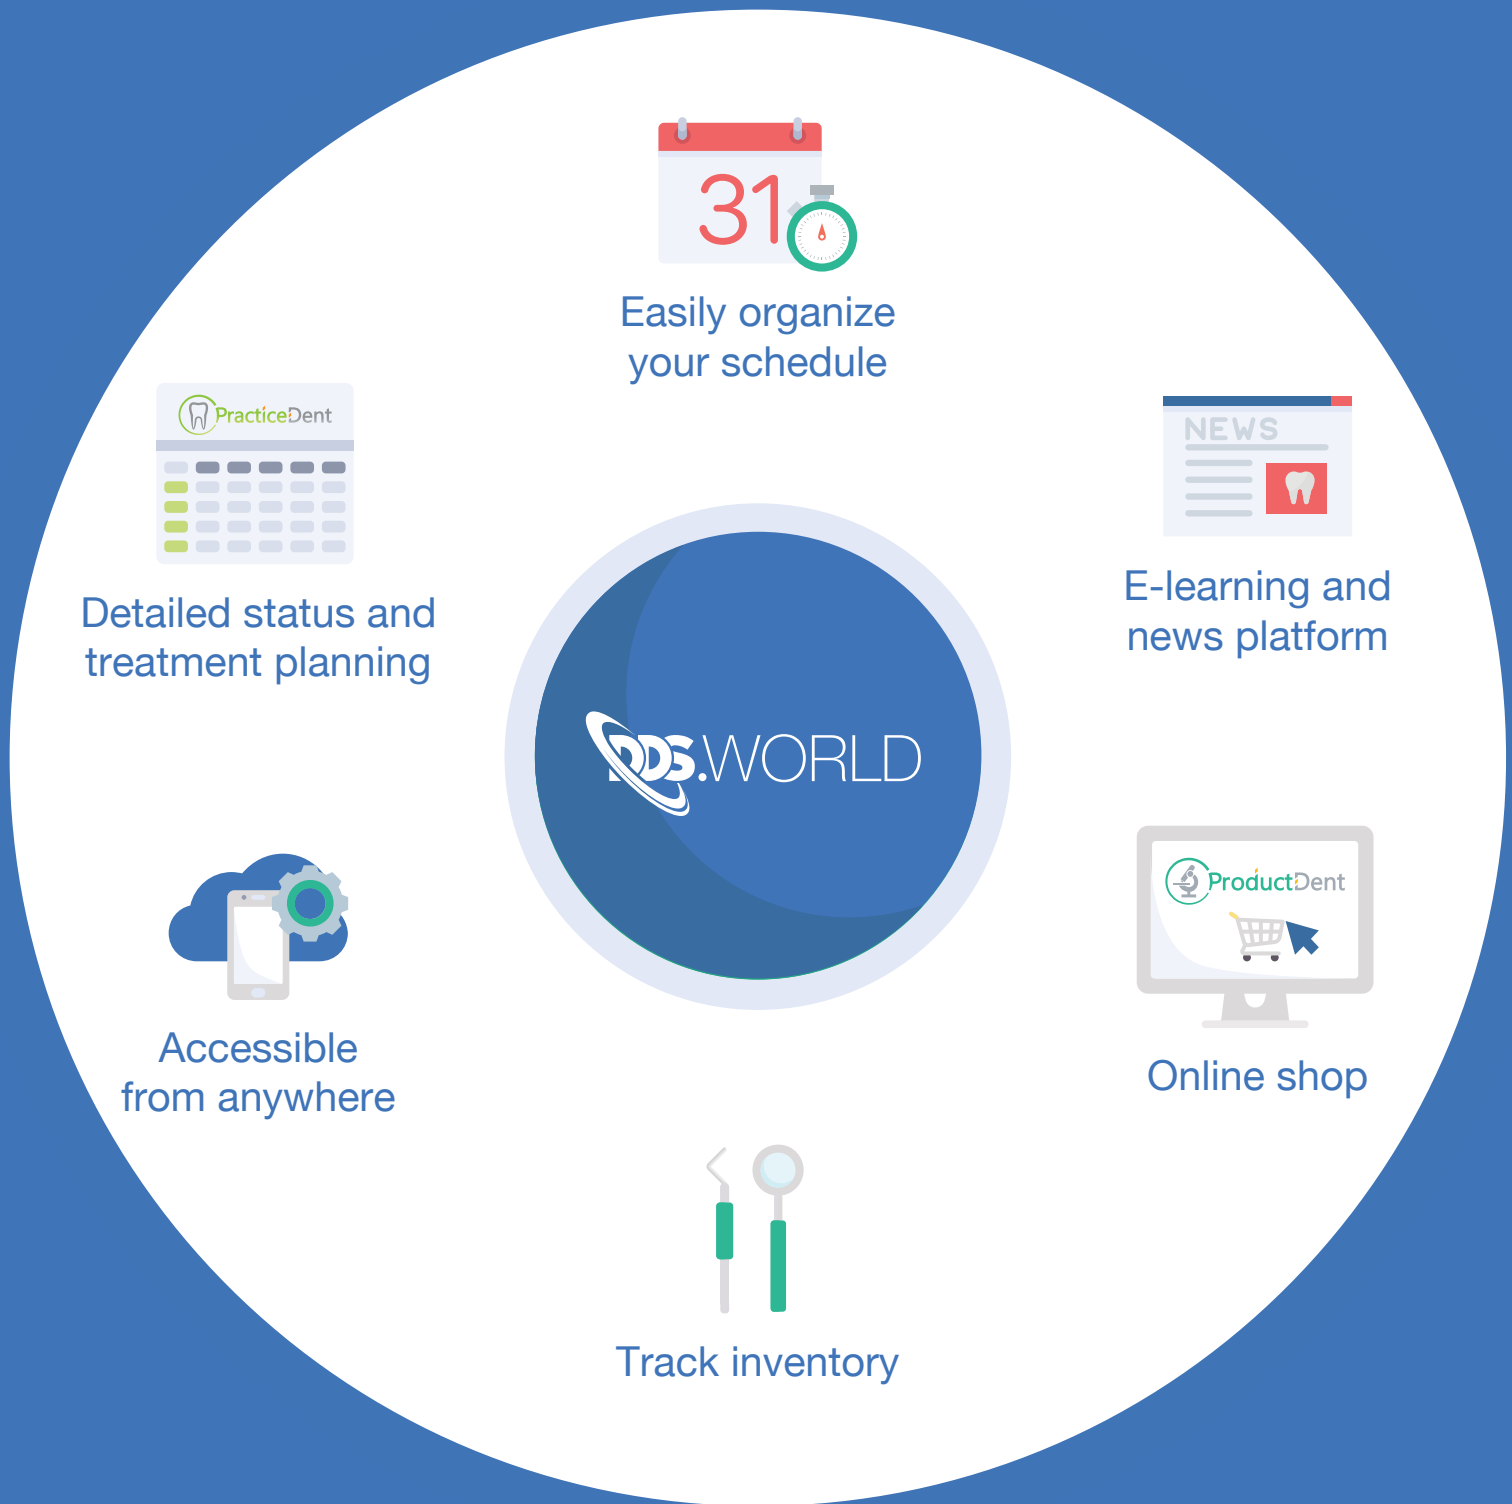 31
Easily organize
your schedule
PracticeDent
Detailed status and
treatment planning
NEWS
E-learning and
news platform
DDS.WORLD
Accessible
from anywhere
ProductDent
Online shop
Track inventory